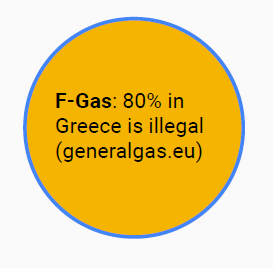 F-Gas: 80% in
Greece is illegal
(generalgas.eu)